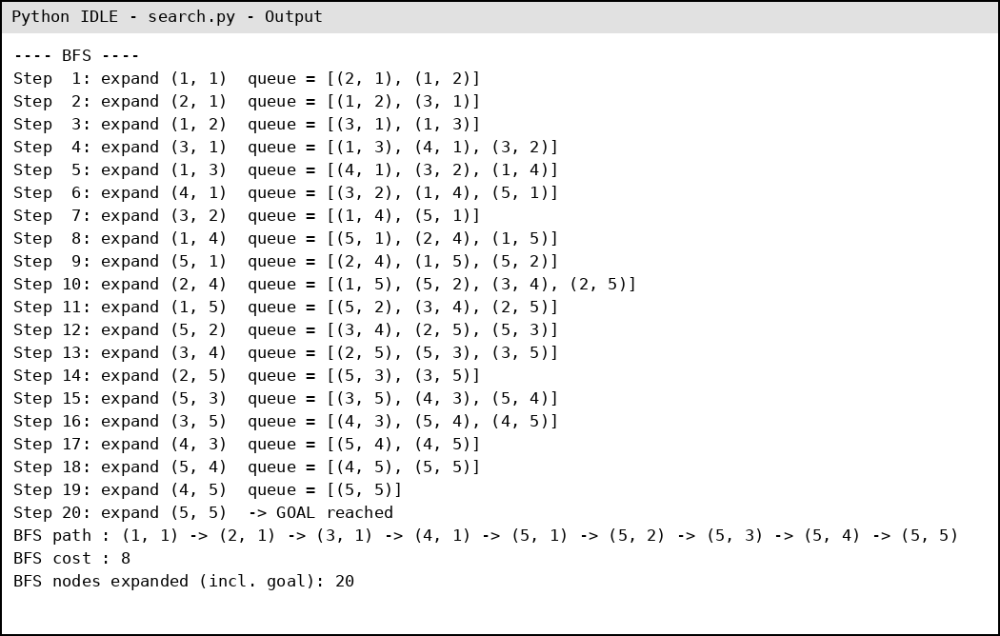 Python IDLE - search.py - Output
---- BFS ----
Step  1: expand (1, 1)  queue = [(2, 1), (1, 2)]
Step  2: expand (2, 1)  queue = [(1, 2), (3, 1)]
Step  3: expand (1, 2)  queue = [(3, 1), (1, 3)]
Step  4: expand (3, 1)  queue = [(1, 3), (4, 1), (3, 2)]
Step  5: expand (1, 3)  queue = [(4, 1), (3, 2), (1, 4)]
Step  6: expand (4, 1)  queue = [(3, 2), (1, 4), (5, 1)]
Step  7: expand (3, 2)  queue = [(1, 4), (5, 1)]
Step  8: expand (1, 4)  queue = [(5, 1), (2, 4), (1, 5)]
Step  9: expand (5, 1)  queue = [(2, 4), (1, 5), (5, 2)]
Step 10: expand (2, 4)  queue = [(1, 5), (5, 2), (3, 4), (2, 5)]
Step 11: expand (1, 5)  queue = [(5, 2), (3, 4), (2, 5)]
Step 12: expand (5, 2)  queue = [(3, 4), (2, 5), (5, 3)]
Step 13: expand (3, 4)  queue = [(2, 5), (5, 3), (3, 5)]
Step 14: expand (2, 5)  queue = [(5, 3), (3, 5)]
Step 15: expand (5, 3)  queue = [(3, 5), (4, 3), (5, 4)]
Step 16: expand (3, 5)  queue = [(4, 3), (5, 4), (4, 5)]
Step 17: expand (4, 3)  queue = [(5, 4), (4, 5)]
Step 18: expand (5, 4)  queue = [(4, 5), (5, 5)]
Step 19: expand (4, 5)  queue = [(5, 5)]
Step 20: expand (5, 5)  -> GOAL reached
BFS path : (1, 1) -> (2, 1) -> (3, 1) -> (4, 1) -> (5, 1) -> (5, 2) -> (5, 3) -> (5, 4) -> (5, 5)
BFS cost : 8
BFS nodes expanded (incl. goal): 20